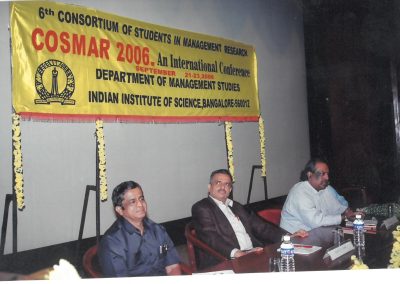 6th CONSORTIUM OF STUDENTS IN MANAGEMENT RESEARCH
COSMAR 2006. An International Conference
SEPTEMBER 21-23, 2006
DEPARTMENT OF MANAGEMENT STUDIES
INDIAN INSTITUTE OF SCIENCE, BANGALORE-560012